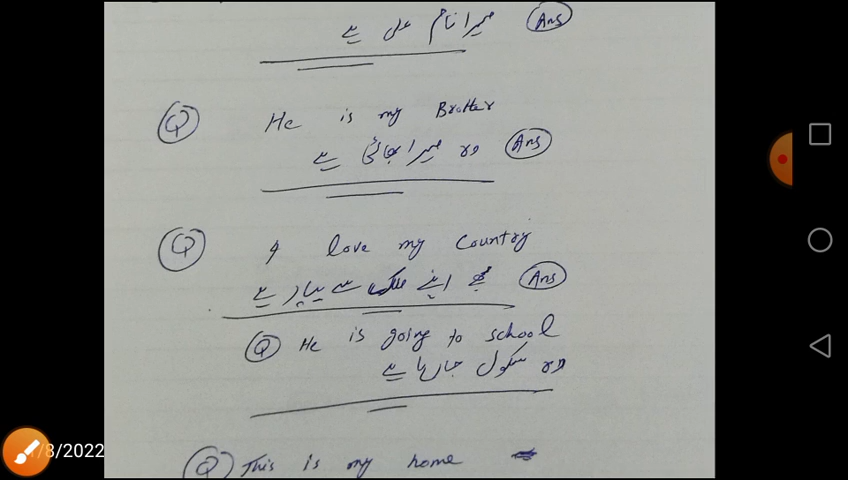 میرا نام علی ہے Ans
Q He is my Brother
وہ میرا بھائی ہے Ans
Q I love my Country
مجھے اپنے ملک سے پیار ہے Ans
Q He is going to school
وہ سکول جا رہا ہے
Q This is my home
/8/2022